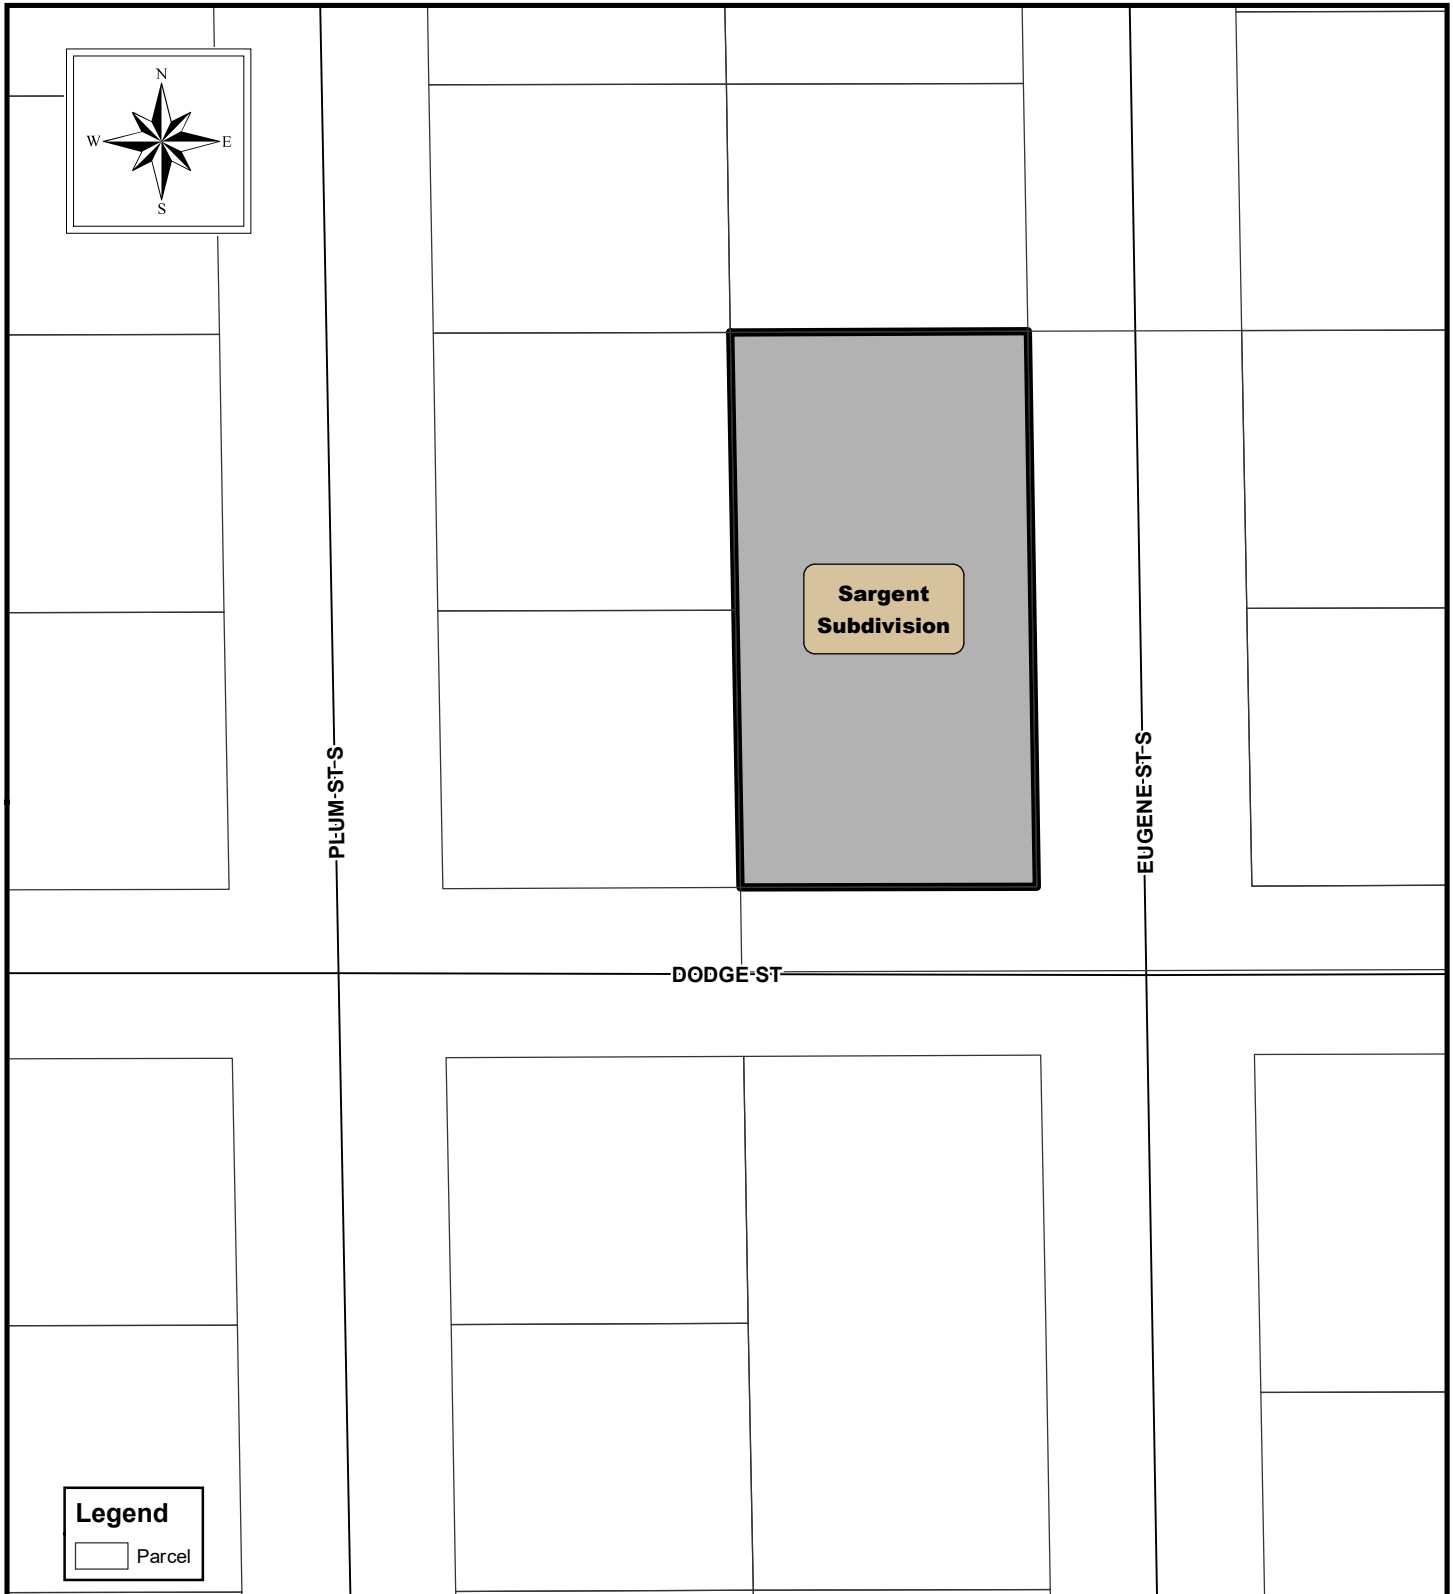 N
W
E
S
Sargent
Subdivision
PLUM ST S
EUGENE ST S
DODGE ST
Legend
Parcel